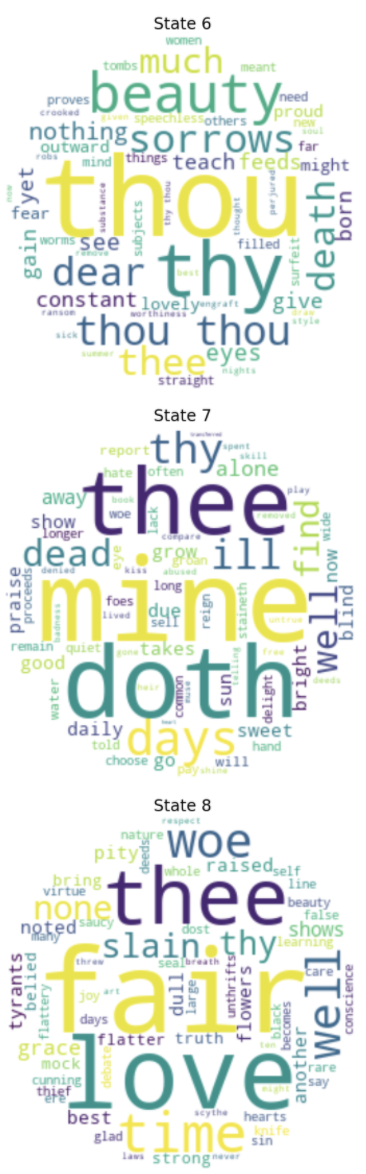 State 6
women
tombs much meant
beauty
proves need
crooked given speechless others proud new
nothing sorrows soul
outward far
mind things teach feeds might
robs
yet thou
substance thy thou thought perjured
now
fear
worms see subjects filled
remove
gain thy surfeit death born
dear best
constant lovely engraft give
ransom worthiness draw
sick thou thou style
summer thee eyes
nights
straight
State 7
transferred
thy spent
report skill
hate often alone
away book thee play
show woe lack removed
longer compare find wide
dead eye grow groan ill now
denied kiss abused
praise proceeds mine
long
foes due reign staineth well blind
badness lived self untrue
remain quiet doth
gone takes free
good heir bright
water common muse sun telling delight deeds
daily days sweet
told hand
choose go will
pay shine
State 8
respect
nature woe
deeds
pity raised
whole self
bring thee line
virtue beauty
none false
noted saucy dost shows
many slain thy learning
tyrants belied threw seal breath care
flattery fair well conscience
joy art dull large unthrifts flowers
days black becomes
grace flatter truth another
mock debate love ten rare
cunning say
thief might
ere
best time hearts
scythe knife
glad sin
laws never
strong